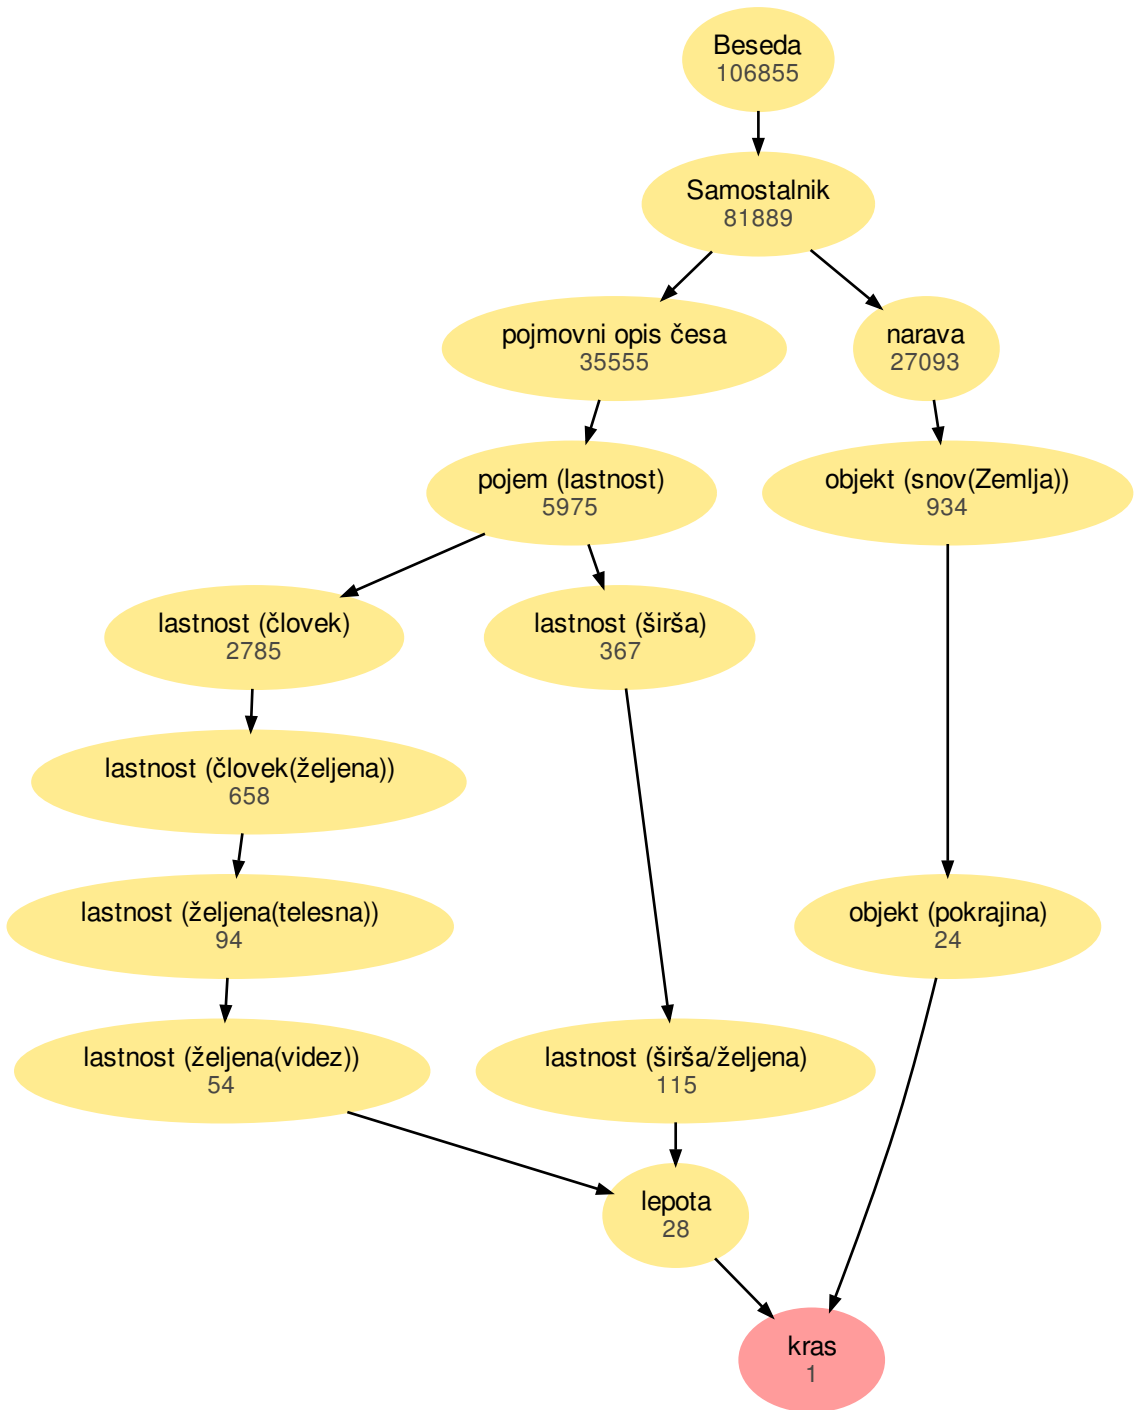 Beseda
106855
Samostalnik
81889
pojmovni opis česa
35555
narava
27093
pojem (lastnost)
5975
objekt (snov(Zemlja))
934
lastnost (človek)
2785
lastnost (širša)
367
lastnost (človek(željena))
658
lastnost (željena(telesna))
94
objekt (pokrajina)
24
lastnost (željena(videz))
54
lastnost (širša/željena)
115
lepota
28
kras
1